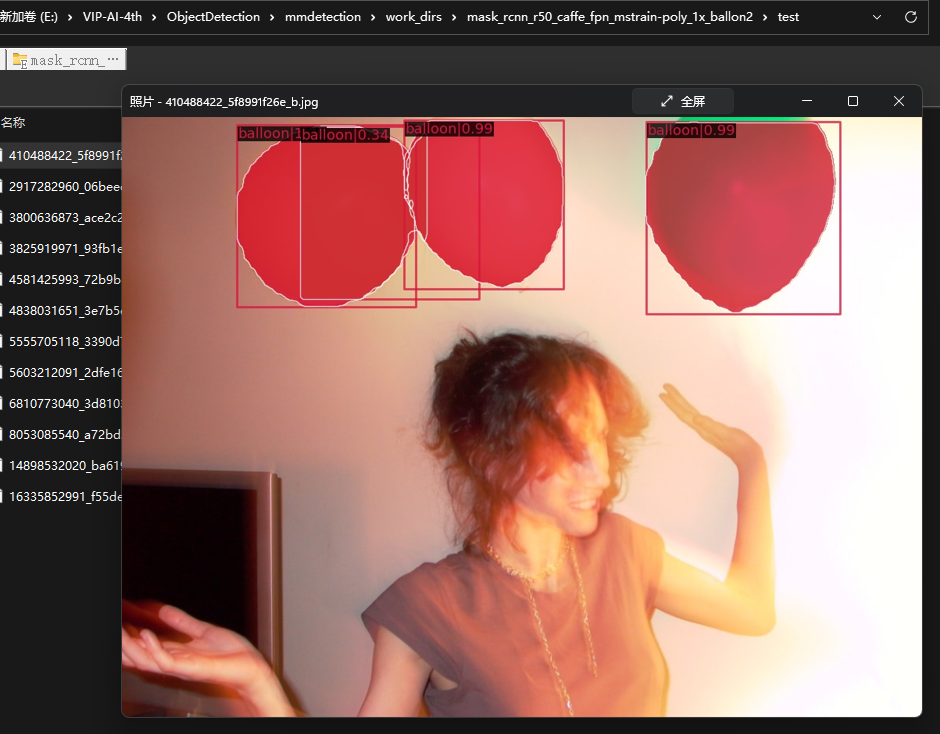 新加卷 (E:) › VIP-AI-4th › ObjectDetection › mmdetection › work_dirs › mask_rcnn_r50_caffe_fpn_mstrain-poly_1x_ballon2 › test
mask_rcnn_···
照片 - 410488422_5f8991f26e_b.jpg
全屏
名称
balloon|1
balloon|0.34
balloon|0.99
balloon|0.99
410488422_5f8991f
2917282960_06bee
3800636873_ace2c2
3825919971_93fb1e
4581425993_72b9b
4838031651_3e7b5
5555705118_3390d
5603212091_2dfe16
6810773040_3d810
8053085540_a72bd
14898532020_ba61
16335852991_f55de